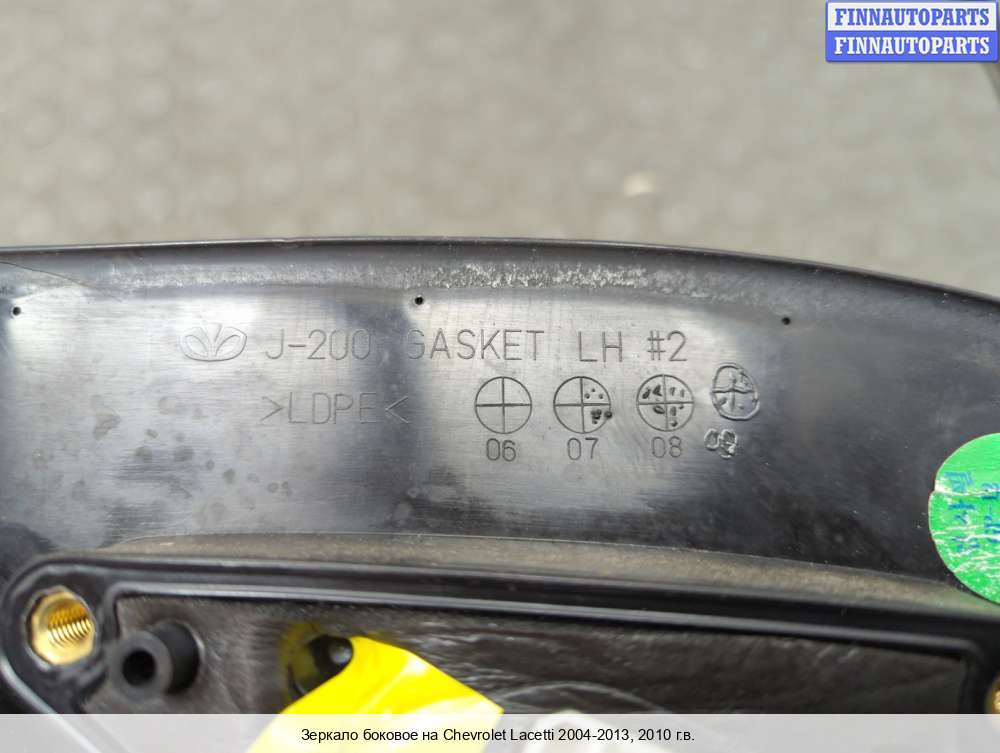 FINNAUTOPARTS
FINNAUTOPARTS
J-200 GASKET LH #2
>LDPE<
06 07 08 09
Зеркало боковое на Chevrolet Lacetti 2004-2013, 2010 г.в.